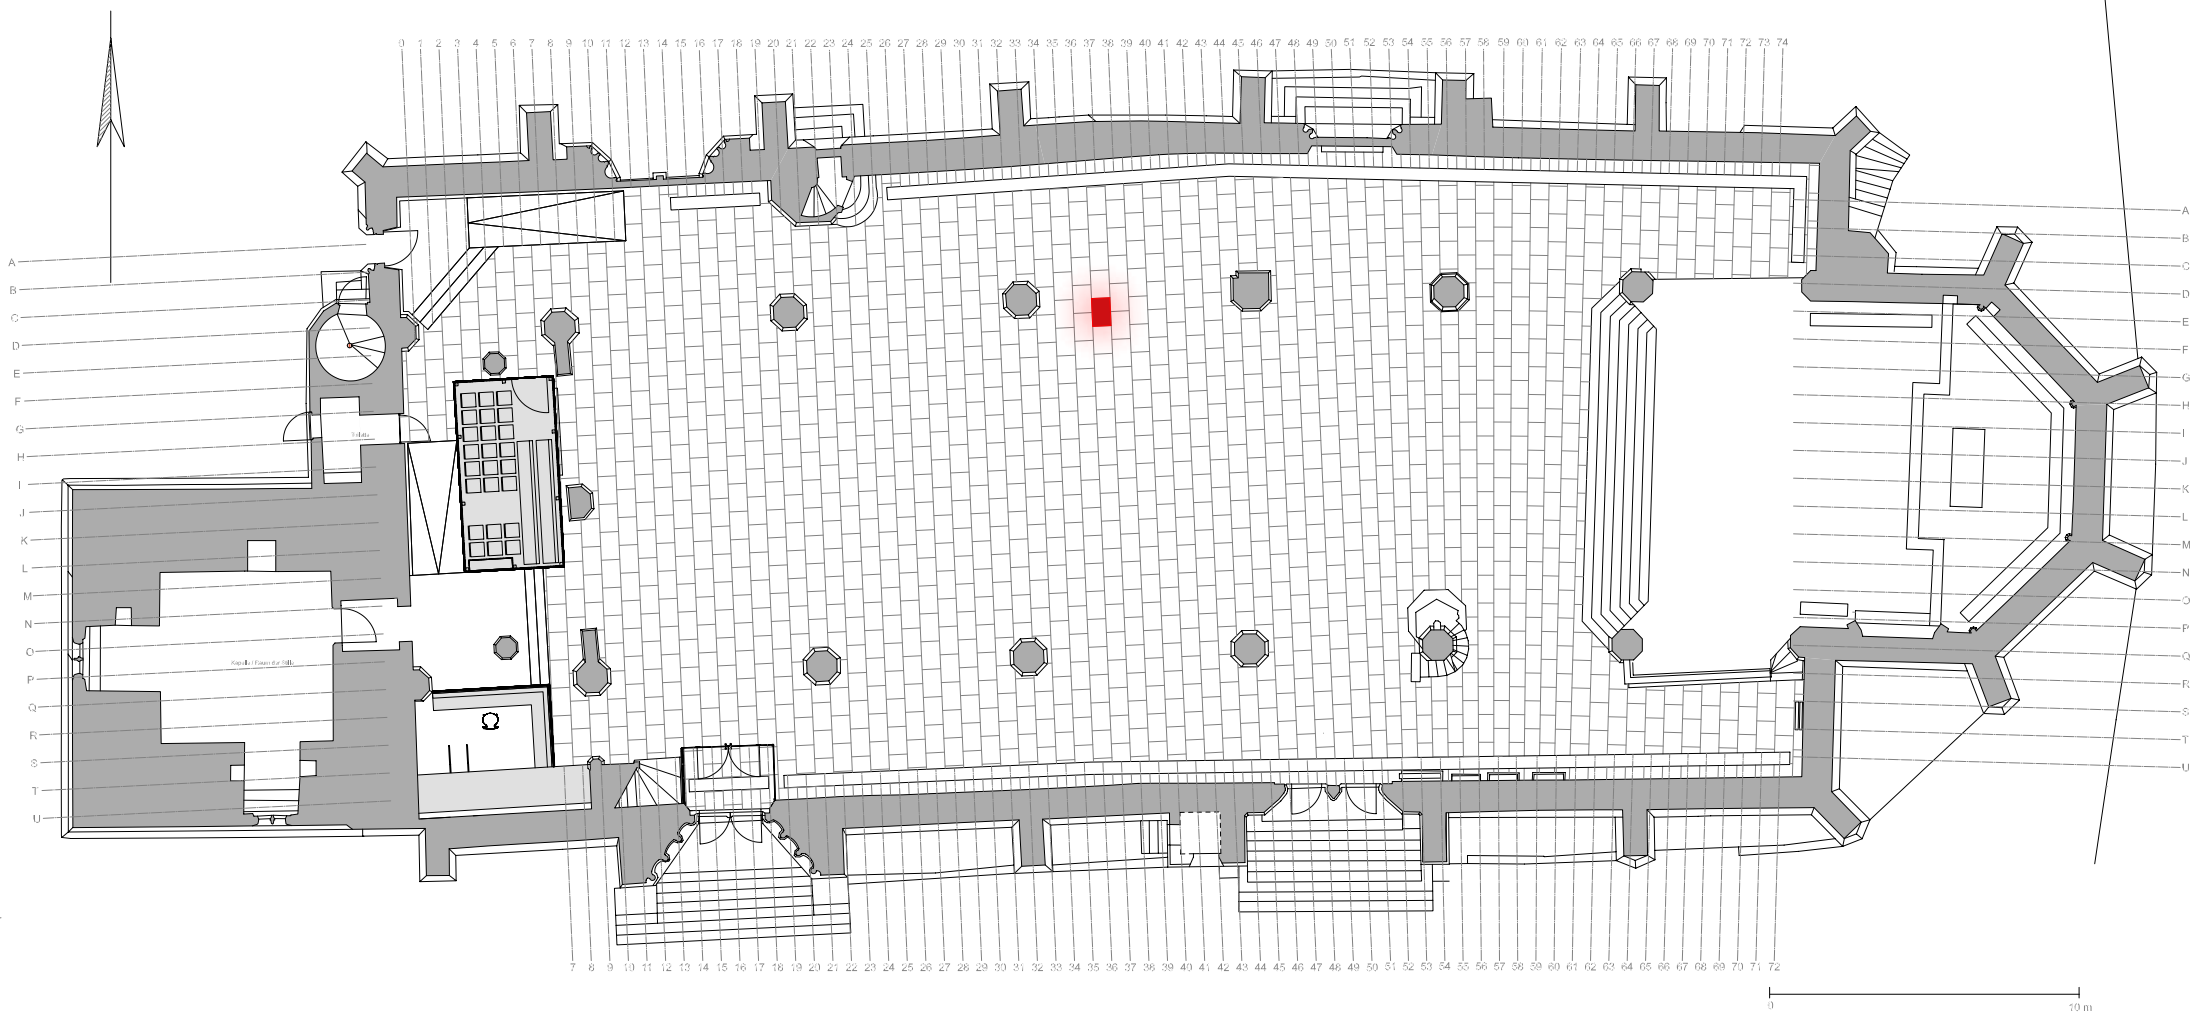 0 1 2 3 4 5 6 7 8 9 10 11 12 13 14 15 16 17 18 19 20 21 22 23 24 25 26 27 28 29 30 31 32 33 34 35 36 37 38 39 40 41 42 43 44 45 46 47 48 49 50 51 52 53 54 55 56 57 58 59 60 61 62 63 64 65 66 67 68 69 70 71 72 73 74
A
B
C
D
E
F
G
H
I
J
K
L
M
N
O
P
Q
R
S
T
U
Kapelle / Raum der Stille
A
B
C
D
E
F
G
H
I
J
K
L
M
N
O
P
Q
R
S
T
U
7 8 9 10 11 12 13 14 15 16 17 18 19 20 21 22 23 24 25 26 27 28 29 30 31 32 33 34 35 36 37 38 39 40 41 42 43 44 45 46 47 48 49 50 51 52 53 54 55 56 57 58 59 60 61 62 63 64 65 66 67 68 69 70 71 72
0 10 m